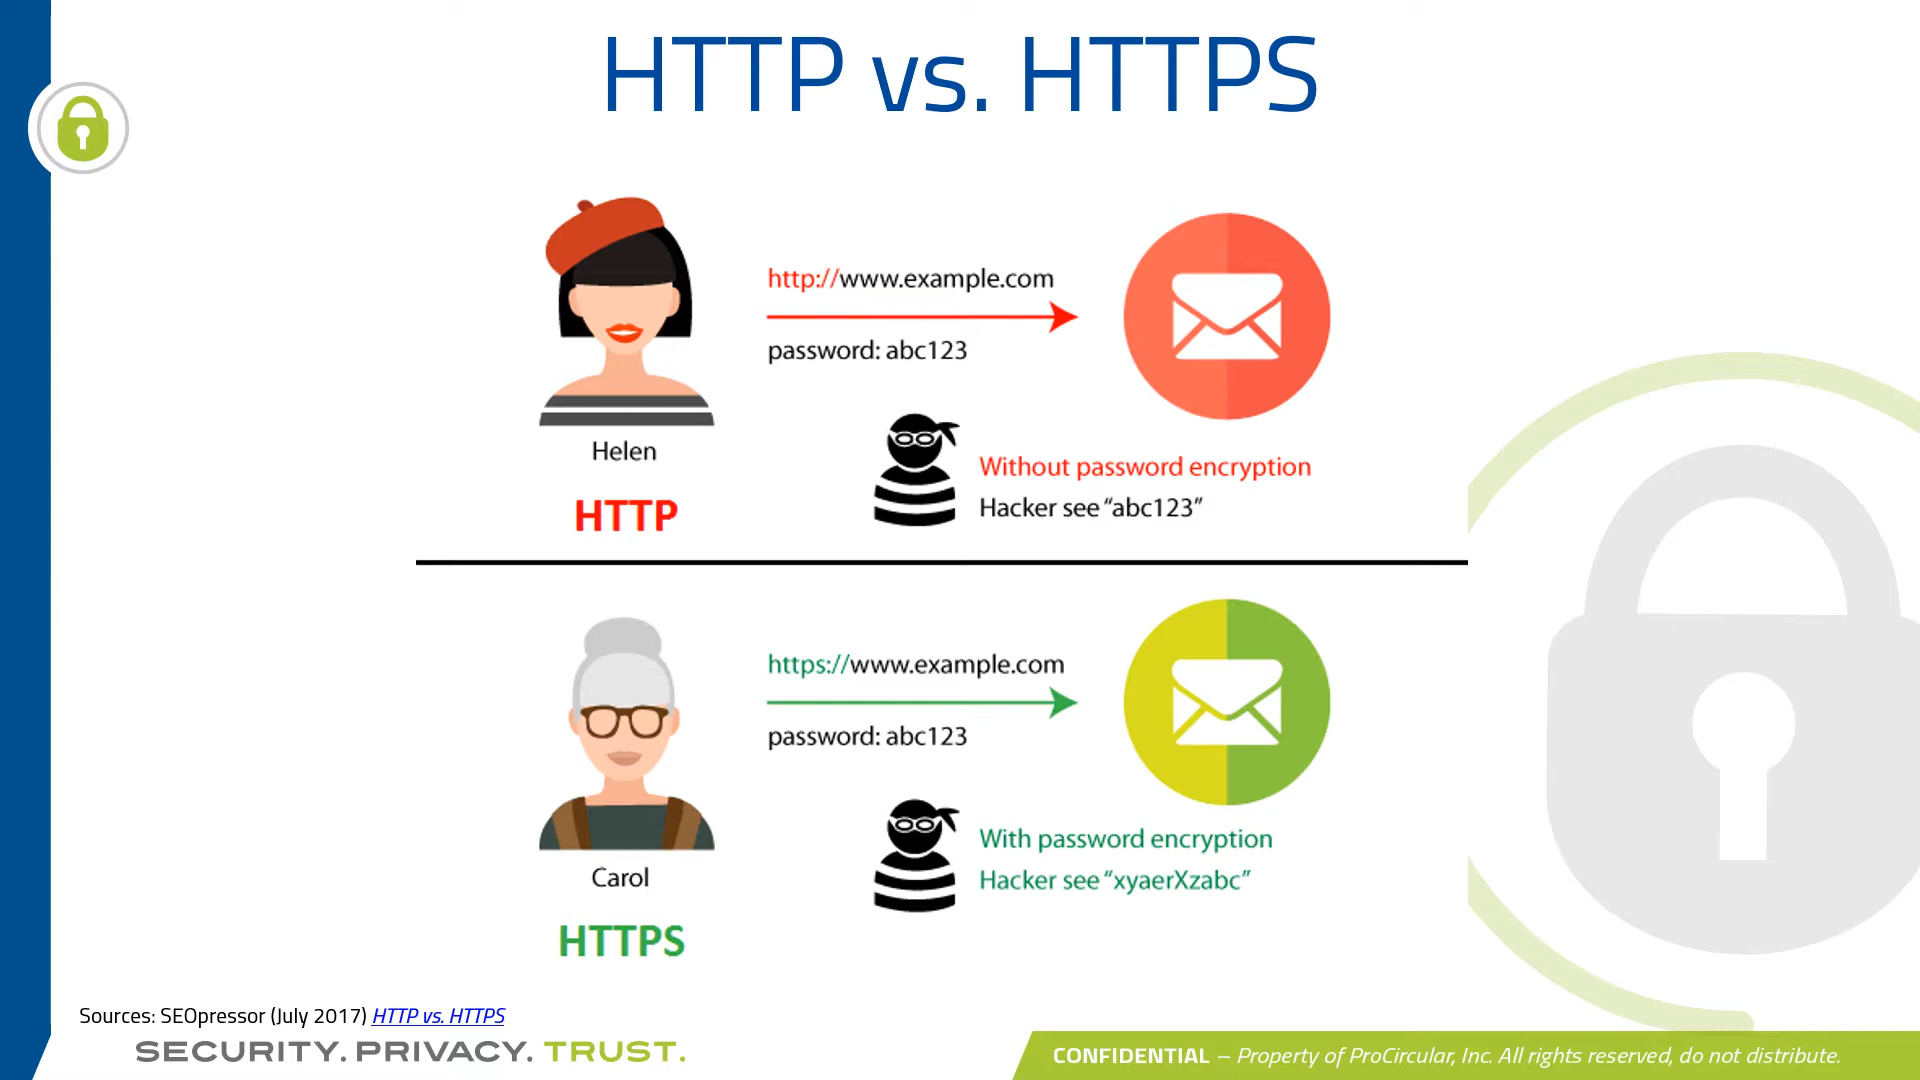 HTTP vs. HTTPS
http://www.example.com
password: abc123
Helen
Without password encryption
Hacker see “abc123”
HTTP
https://www.example.com
password: abc123
With password encryption
Hacker see “xyaerXzabc”
Carol
HTTPS
Sources: SEOpressor (July 2017) HTTP vs. HTTPS
SECURITY. PRIVACY. TRUST.
CONFIDENTIAL – Property of ProCircular, Inc. All rights reserved, do not distribute.